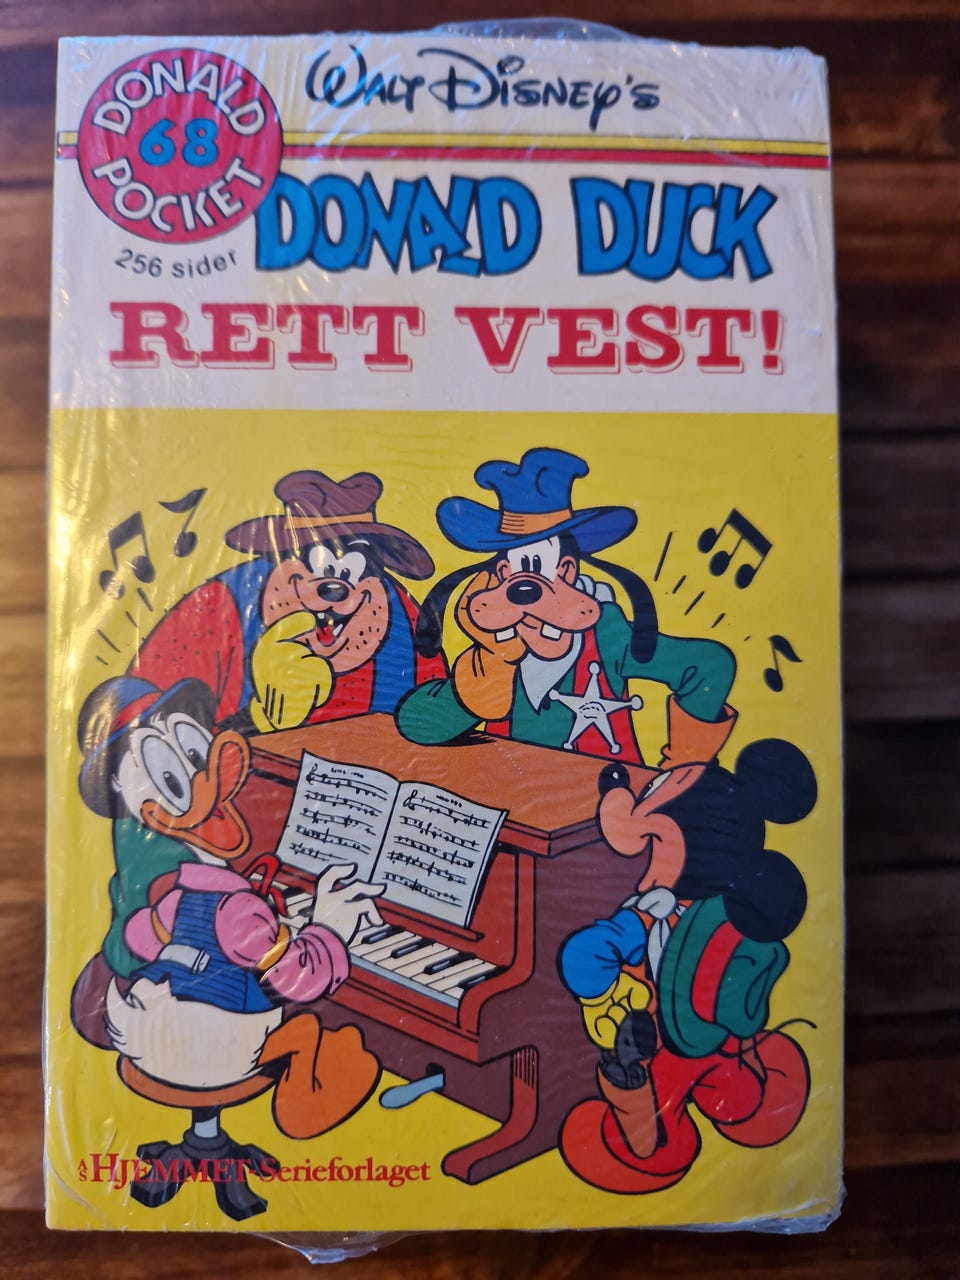 DONALD
68
POCKET
WALT DISNEY'S
256 sider
DONALD DUCK
RETT VEST!
A/S HJEMMET-Serieforlaget